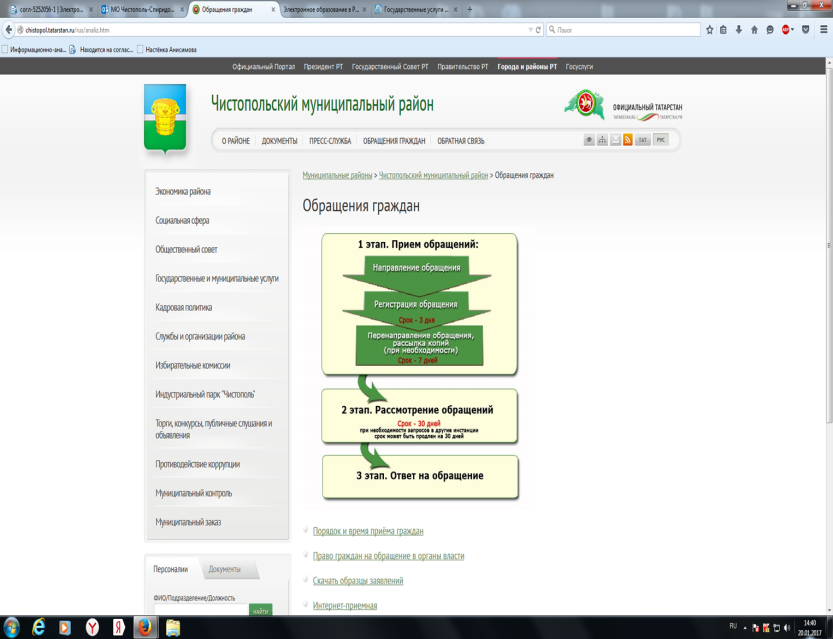 согл-5252056-1 | Электро...
МО Чистополь-Спиридо...
Обращения граждан
Электронное образование в Р...
Государственные услуги ...
chistopol.tatarstan.ru/rus/anelic.htm
Поиск
Информационно-ана...
Находится на соглас...
Настёнка Анисимова
Официальный Портал Президент РТ Государственный Совет РТ Правительство РТ Города и районы РТ Госуслуги
Чистопольский муниципальный район
ОФИЦИАЛЬНЫЙ ТАТАРСТАН
О РАЙОНЕ ДОКУМЕНТЫ ПРЕСС-СЛУЖБА ОБРАЩЕНИЯ ГРАЖДАН ОБРАТНАЯ СВЯЗЬ
ТАТ РУС
Муниципальные районы > Чистопольский муниципальный район > Обращения граждан
Экономика района
Социальная сфера
Общественный совет
Государственные и муниципальные услуги
Кадровая политика
Службы и организации района
Избирательные комиссии
Индустриальный парк "Чистополь"
Торги, конкурсы, публичные слушания и
объявления
Противодействие коррупции
Муниципальный контроль
Муниципальный заказ
Персоналии Документы
ФИО/Подразделение/Должность
НАЙТИ
Обращения граждан
1 этап. Прием обращений:
Направление обращения
Регистрация обращения
Срок - 3 дня
Перенаправление обращения,
рассылка копий
(при необходимости)
Срок - 7 дней
2 этап. Рассмотрение обращений
Срок - 30 дней
при необходимости запросов в другие инстанции
срок может быть продлен на 30 дней
3 этап. Ответ на обращение
Порядок и время приёма граждан
Право граждан на обращение в органы власти
Скачать образцы заявлений
Интернет-приемная
RU
14:40
20.01.2017